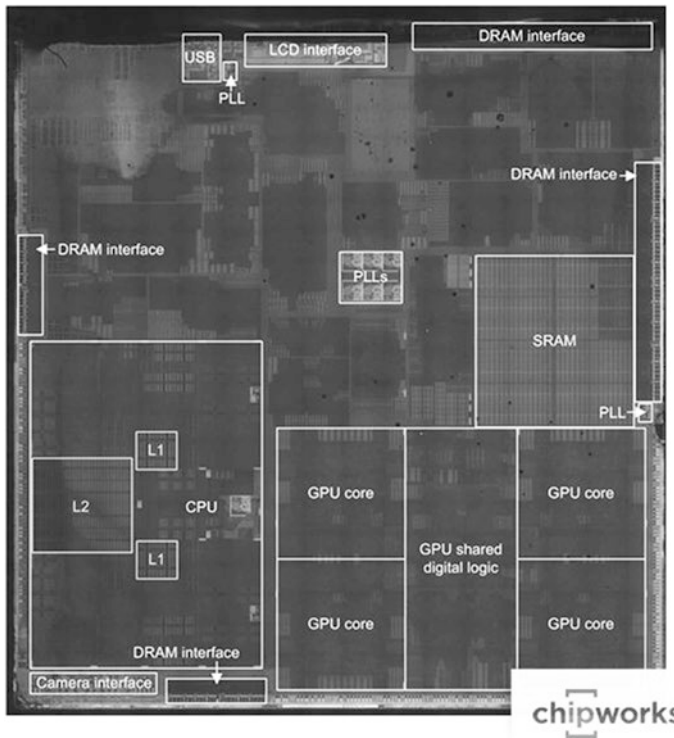 DRAM interface
LCD interface
USB
PLL
DRAM interface
DRAM interface
PLLs
SRAM
PLL
L1
GPU core
GPU core
L2
CPU
GPU shared
digital logic
L1
GPU core
GPU core
DRAM interface
Camera interface
chipworks